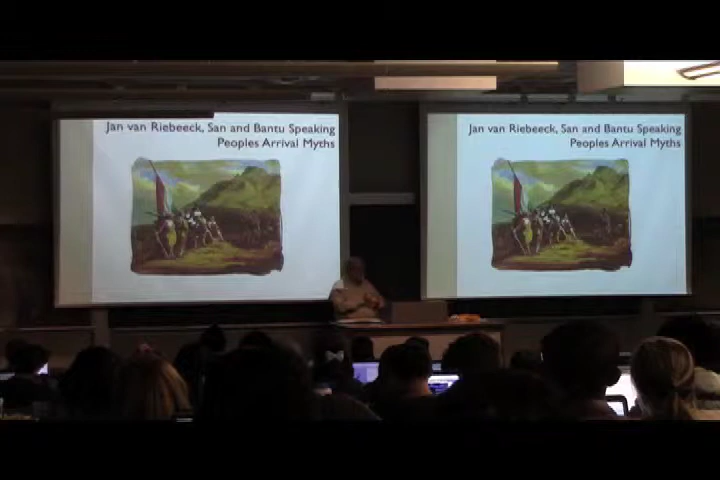 Jan van Riebeeck, San and Bantu Speaking
Peoples Arrival Myths
Jan van Riebeeck, San and Bantu Speaking
Peoples Arrival Myths